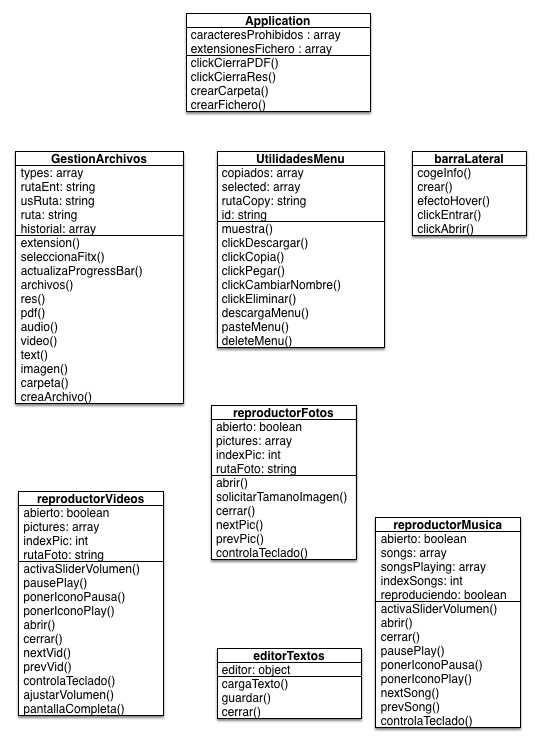 Application
caracteresProhibidos : array
extensionesFichero : array
clickCierraPDF()
clickCierraRes()
crearCarpeta()
crearFichero()
GestionArchivos
types: array
rutaEnt: string
usRuta: string
ruta: string
historial: array
extension()
seleccionaFitx()
actualizaProgressBar()
archivos()
res()
pdf()
audio()
video()
text()
imagen()
carpeta()
creaArchivo()
UtilidadesMenu
copiados: array
selected: array
rutaCopy: string
id: string
muestra()
clickDescargar()
clickCopia()
clickPegar()
clickCambiarNombre()
clickEliminar()
descargaMenu()
pasteMenu()
deleteMenu()
barraLateral
cogeInfo()
crear()
efectoHover()
clickEntrar()
clickAbrir()
reproductorFotos
abierto: boolean
pictures: array
indexPic: int
rutaFoto: string
abrir()
solicitarTamanoImagen()
cerrar()
nextPic()
prevPic()
controlaTeclado()
reproductorVideos
abierto: boolean
pictures: array
indexPic: int
rutaFoto: string
activaSliderVolumen()
pausePlay()
ponerIconoPausa()
ponerIconoPlay()
abrir()
cerrar()
nextVid()
prevVid()
controlaTeclado()
ajustarVolumen()
pantallaCompleta()
reproductorMusica
abierto: boolean
songs: array
songsPlaying: array
indexSongs: int
reproduciendo: boolean
activaSliderVolumen()
abrir()
cerrar()
pausePlay()
ponerIconoPausa()
ponerIconoPlay()
nextSong()
prevSong()
controlaTeclado()
editorTextos
editor: object
cargaTexto()
guardar()
cerrar()